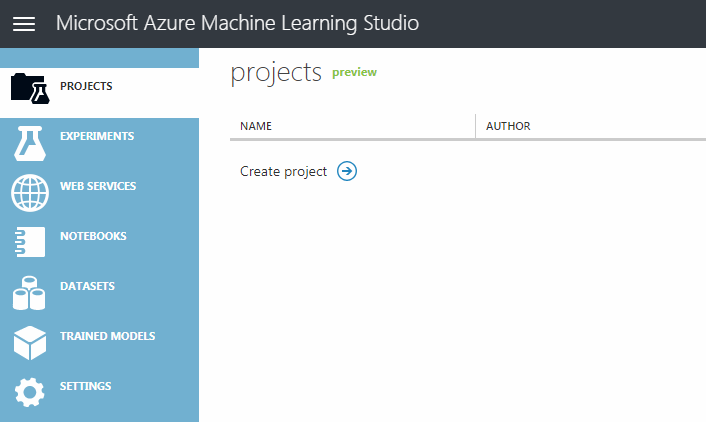 Microsoft Azure Machine Learning Studio
PROJECTS
EXPERIMENTS
WEB SERVICES
NOTEBOOKS
DATASETS
TRAINED MODELS
SETTINGS
projects preview
NAME AUTHOR
Create project